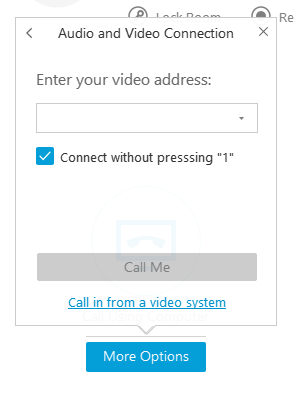 Lock Room
Re
Audio and Video Connection
Enter your video address:
Connect without presssing "1"
Call Me
Call in from a video system
More Options